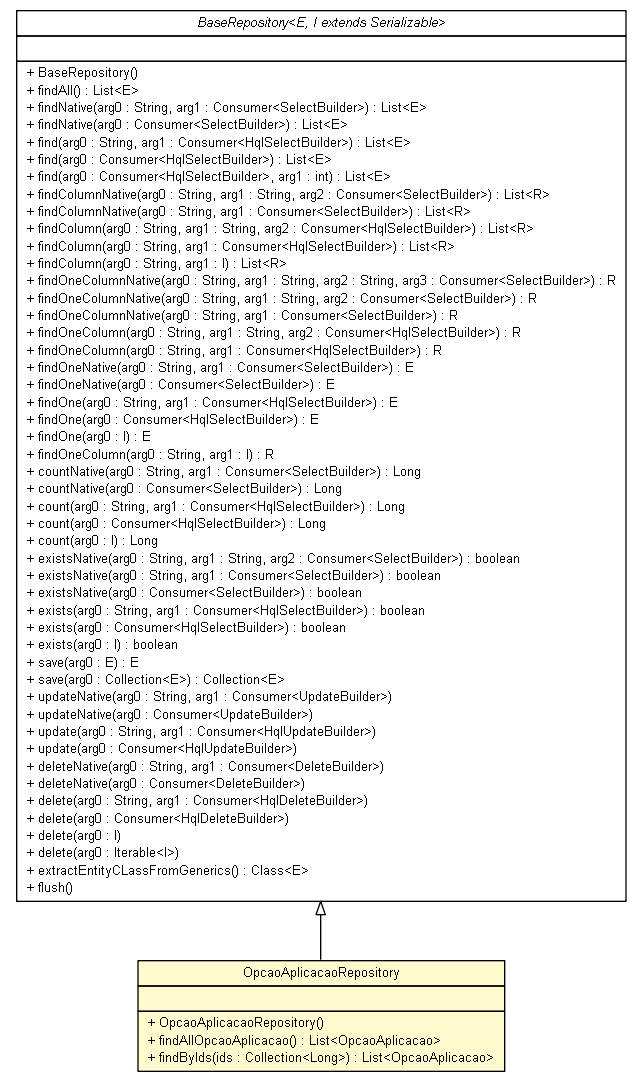 BaseRepository<E, I extends Serializable>
+ BaseRepository()
+ findAll() : List<E>
+ findNative(arg0 : String, arg1 : Consumer<SelectBuilder>) : List<E>
+ findNative(arg0 : Consumer<SelectBuilder>) : List<E>
+ find(arg0 : String, arg1 : Consumer<HqlSelectBuilder>) : List<E>
+ find(arg0 : Consumer<HqlSelectBuilder>) : List<E>
+ find(arg0 : Consumer<HqlSelectBuilder>, arg1 : int) : List<E>
+ findColumnNative(arg0 : String, arg1 : String, arg2 : Consumer<SelectBuilder>) : List<R>
+ findColumnNative(arg0 : String, arg1 : Consumer<SelectBuilder>) : List<R>
+ findColumn(arg0 : String, arg1 : String, arg2 : Consumer<HqlSelectBuilder>) : List<R>
+ findColumn(arg0 : String, arg1 : Consumer<HqlSelectBuilder>) : List<R>
+ findColumn(arg0 : String, arg1 : I) : List<R>
+ findOneColumnNative(arg0 : String, arg1 : String, arg2 : String, arg3 : Consumer<SelectBuilder>) : R
+ findOneColumnNative(arg0 : String, arg1 : String, arg2 : Consumer<SelectBuilder>) : R
+ findOneColumnNative(arg0 : String, arg1 : Consumer<SelectBuilder>) : R
+ findOneColumn(arg0 : String, arg1 : String, arg2 : Consumer<HqlSelectBuilder>) : R
+ findOneColumn(arg0 : String, arg1 : Consumer<HqlSelectBuilder>) : R
+ findOneNative(arg0 : String, arg1 : Consumer<SelectBuilder>) : E
+ findOneNative(arg0 : Consumer<SelectBuilder>) : E
+ findOne(arg0 : String, arg1 : Consumer<HqlSelectBuilder>) : E
+ findOne(arg0 : Consumer<HqlSelectBuilder>) : E
+ findOne(arg0 : I) : E
+ findOneColumn(arg0 : String, arg1 : I) : R
+ countNative(arg0 : String, arg1 : Consumer<SelectBuilder>) : Long
+ countNative(arg0 : Consumer<SelectBuilder>) : Long
+ count(arg0 : String, arg1 : Consumer<HqlSelectBuilder>) : Long
+ count(arg0 : Consumer<HqlSelectBuilder>) : Long
+ count(arg0 : I) : Long
+ existsNative(arg0 : String, arg1 : String, arg2 : Consumer<SelectBuilder>) : boolean
+ existsNative(arg0 : String, arg1 : Consumer<SelectBuilder>) : boolean
+ existsNative(arg0 : Consumer<SelectBuilder>) : boolean
+ exists(arg0 : String, arg1 : Consumer<HqlSelectBuilder>) : boolean
+ exists(arg0 : Consumer<HqlSelectBuilder>) : boolean
+ exists(arg0 : I) : boolean
+ save(arg0 : E) : E
+ save(arg0 : Collection<E>) : Collection<E>
+ updateNative(arg0 : String, arg1 : Consumer<UpdateBuilder>)
+ updateNative(arg0 : Consumer<UpdateBuilder>)
+ update(arg0 : String, arg1 : Consumer<HqlUpdateBuilder>)
+ update(arg0 : Consumer<HqlUpdateBuilder>)
+ deleteNative(arg0 : String, arg1 : Consumer<DeleteBuilder>)
+ deleteNative(arg0 : Consumer<DeleteBuilder>)
+ delete(arg0 : String, arg1 : Consumer<HqlDeleteBuilder>)
+ delete(arg0 : Consumer<HqlDeleteBuilder>)
+ delete(arg0 : I)
+ delete(arg0 : Iterable<I>)
+ extractEntityCLassFromGenerics() : Class<E>
+ flush()
OpcaoAplicacaoRepository
+ OpcaoAplicacaoRepository()
+ findAllOpcaoAplicacao() : List<OpcaoAplicacao>
+ findByIds(ids : Collection<Long>) : List<OpcaoAplicacao>